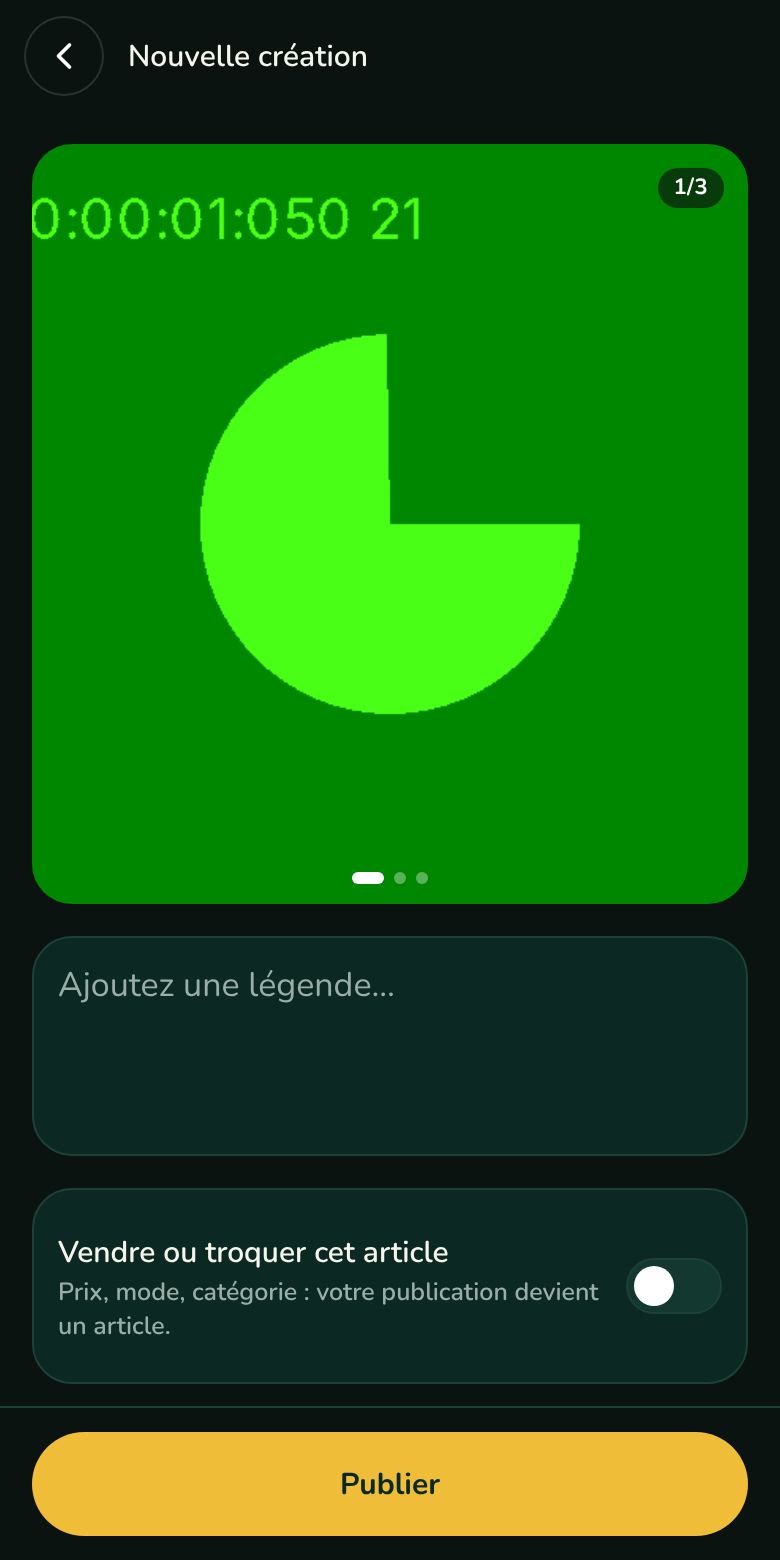 Nouvelle création
1/3
0:00:01:050 21
Ajoutez une légende...
Vendre ou troquer cet article
Prix, mode, catégorie : votre publication devient
un article.
Publier